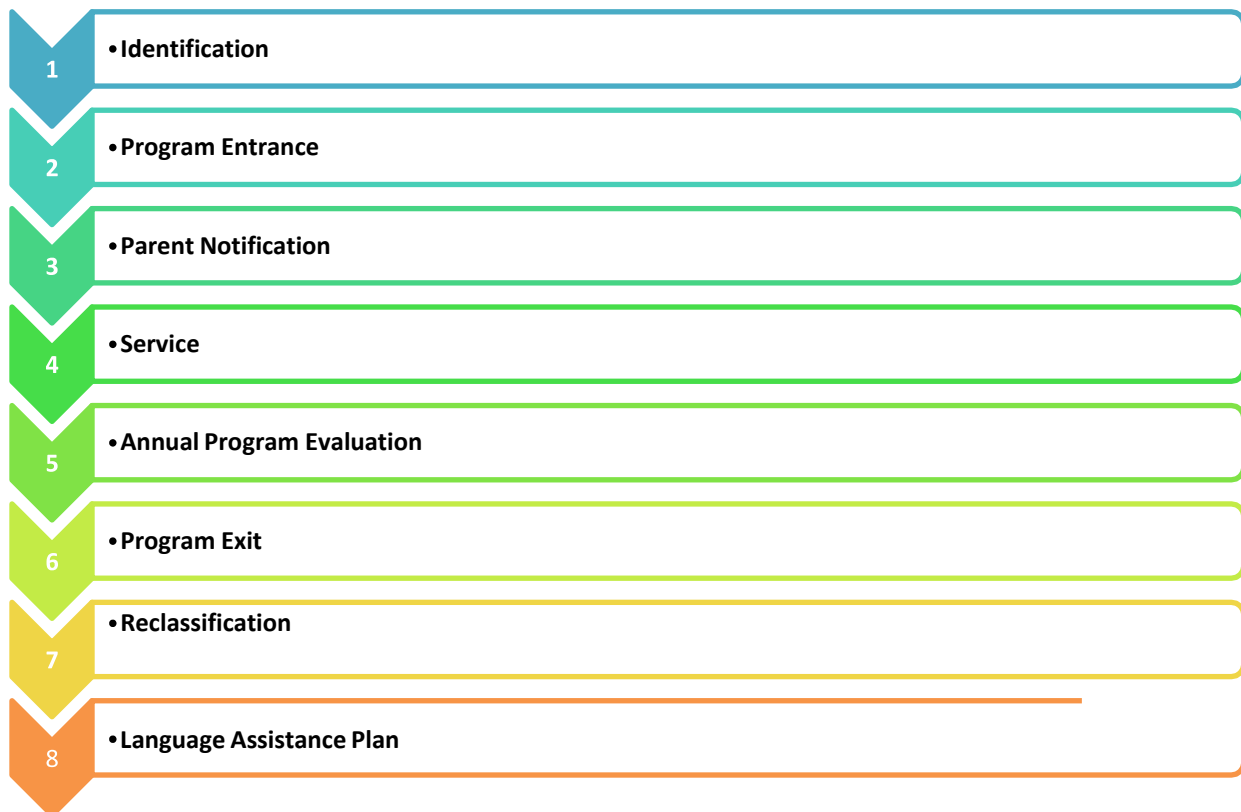 1
•Identification
2
•Program Entrance
3
•Parent Notification
4
•Service
5
•Annual Program Evaluation
6
•Program Exit
7
•Reclassification
8
•Language Assistance Plan